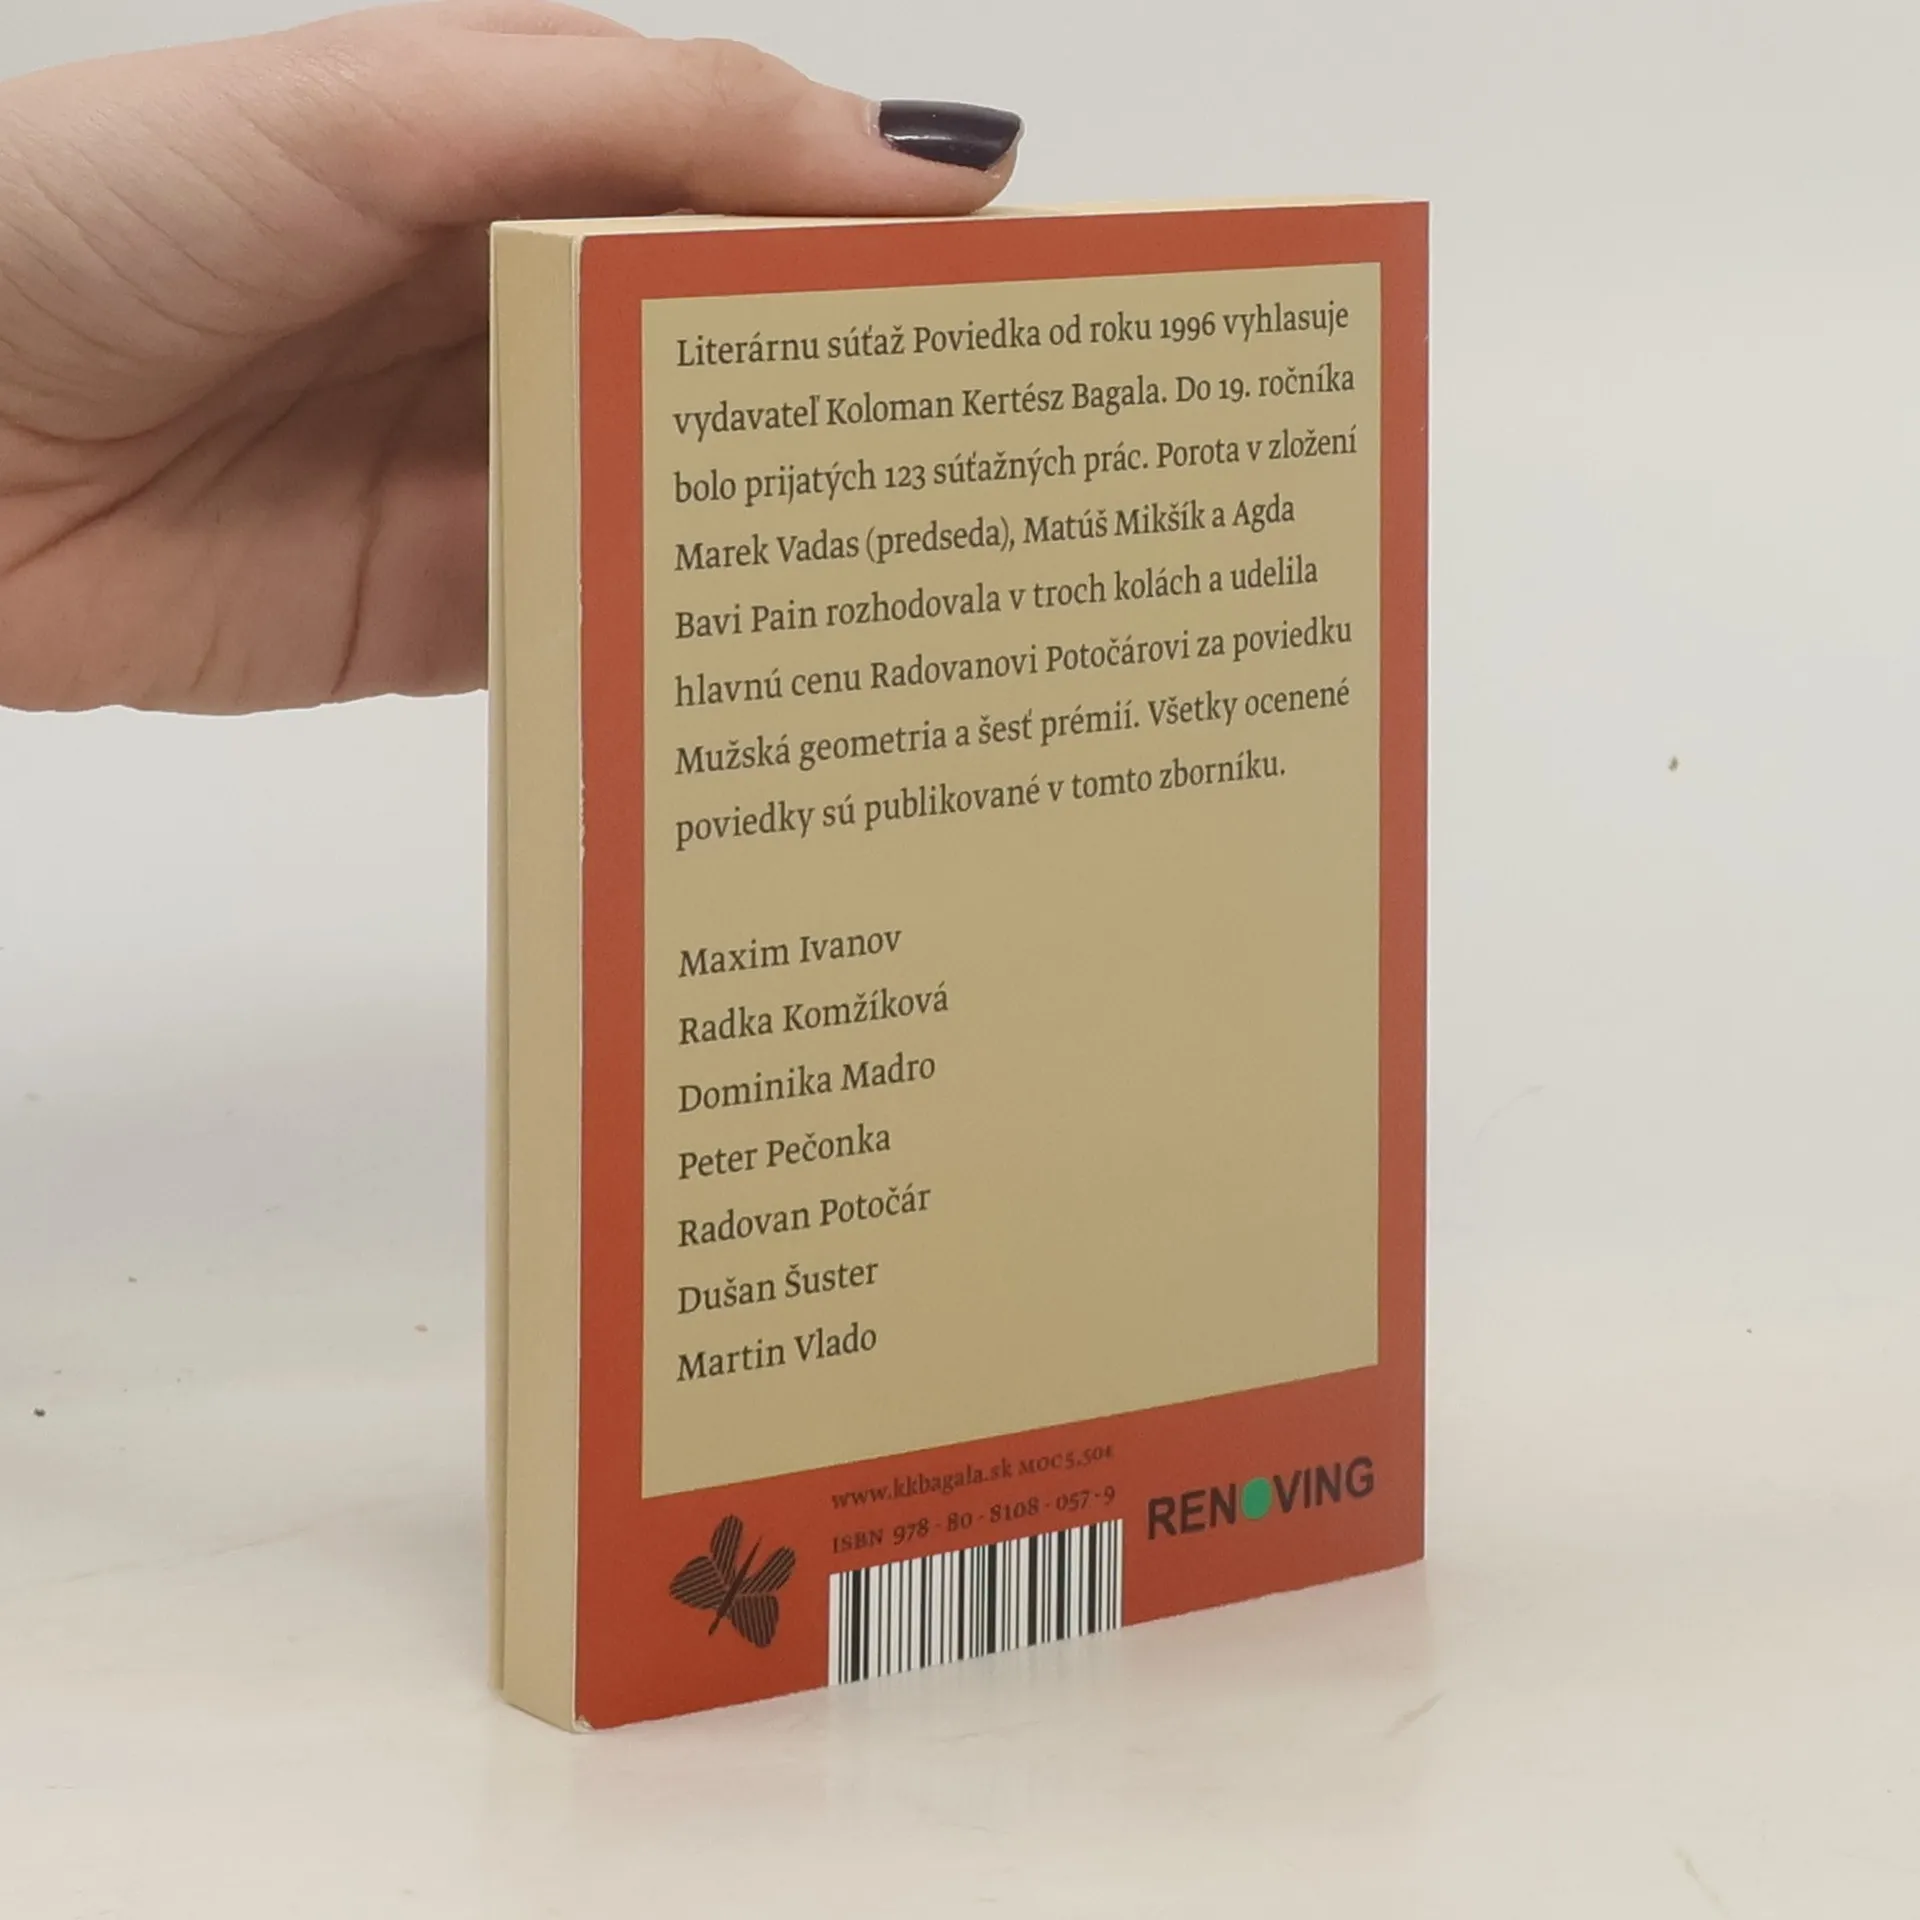 Literárnu súťaž Poviedka od roku 1996 vyhlasuje
vydavateľ Koloman Kertész Bagala. Do 19. ročníka
bolo prijatých 123 súťažných prác. Porota v zložení
Marek Vadas (predseda), Matúš Mikšík a Agda
Bavi Pain rozhodovala v troch kolách a udelila
hlavnú cenu Radovanovi Potočárovi za poviedku
Mužská geometria a šesť prémií. Všetky ocenené
poviedky sú publikované v tomto zborníku.
Maxim Ivanov
Radka Komžíková
Dominika Madro
Peter Pečonka
Radovan Potočár
Dušan Šuster
Martin Vlado
www.kkbagala.sk MOC5,50€
ISBN 978-80-8108-057-9
RENOVING